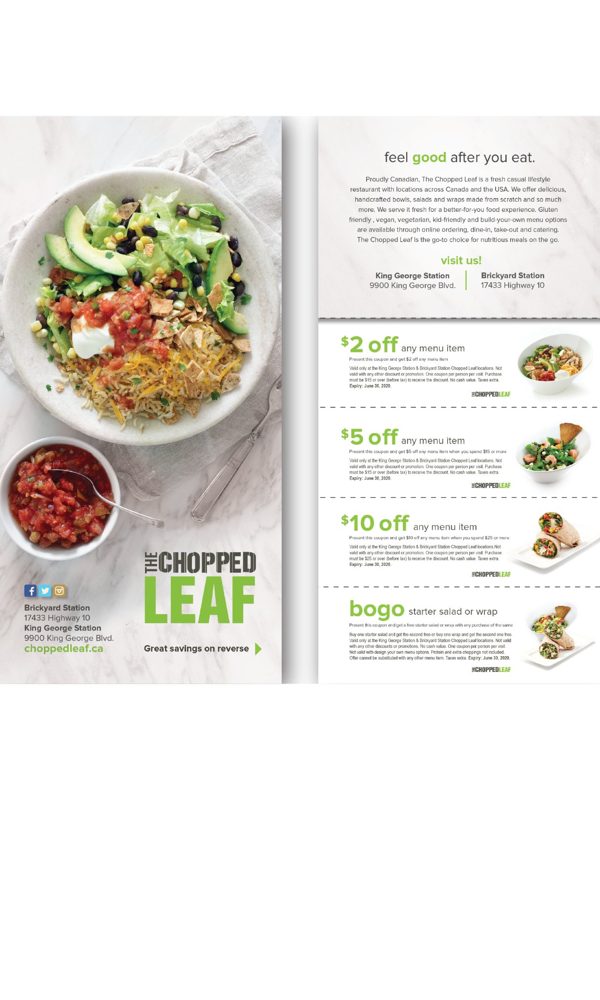 THE CHOPPED
LEAF
Brickyard Station
17433 Highway 10
King George Station
9900 King George Blvd.
choppedleaf.ca
Great savings on reverse
feel good after you eat.
Proudly Canadian, The Chopped Leaf is a fresh casual lifestyle
restaurant with locations across Canada and the USA. We offer delicious,
handcrafted bowls, salads and wraps made from scratch and so much
more. We serve it fresh for a better-for-you food experience. Gluten
friendly , vegan, vegetarian, kid-friendly and build-your-own menu options
are available through online ordering, dine-in, take-out and catering.
The Chopped Leaf is the go-to choice for nutritious meals on the go.
visit us!
King George Station
9900 King George Blvd.
Brickyard Station
17433 Highway 10
$2 off any menu item
Present this coupon and get $2 off any menu item
Valid only at the King George Station & Brickyard Station Chopped Leaf locations. Not
valid with any other discount or promotion. One coupon per person per visit. Purchase
must be $15 or over (before tax) to receive the discount. No cash value. Taxes extra.
Expiry: June 30, 2020.
THE CHOPPEDLEAF
$5 off any menu item
Present this coupon and get $5 off any menu item when you spend $15 or more
Valid only at the King George Station & Brickyard Station Chopped Leaf locations. Not
valid with any other discount or promotion. One coupon per person per visit. Purchase
must be $15 or over (before tax) to receive the discount. No cash value. Taxes extra.
Expiry: June 30, 2020.
THE CHOPPEDLEAF
$10 off any menu item
Present this coupon and get $10 off any menu item when you spend $25 or more
Valid only at the King George Station & Brickyard Station Chopped Leaf locations.Not
valid with any other discount or promotion. One coupon per person per visit. Purchase
must be $25 or over (before tax) to receive the discount. No cash value. Taxes extra.
Expiry: June 30, 2020.
THE CHOPPEDLEAF
bogo starter salad or wrap
Present this coupon and get a free starter salad or wrap with any purchase of the same
Buy one starter salad and get the second free or buy one wrap and get the second one free.
Valid only at the King George Station & Brickyard Station Chopped Leaf locations. Not valid
with any other discounts or promotions. No cash value. One coupon per person per visit.
Not valid with design your own menu options. Protein and extra choppings not included.
Offer cannot be substituted with any other menu item. Taxes extra. Expiry: June 30, 2020.
THE CHOPPEDLEAF